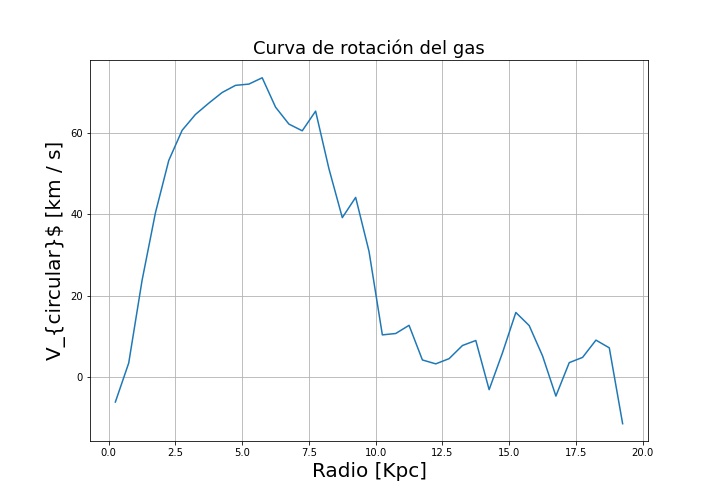 Curva de rotación del gas
V_{circular}$ [km / s]
60
40
20
0
0.0 2.5 5.0 7.5 10.0 12.5 15.0 17.5 20.0
Radio [Kpc]